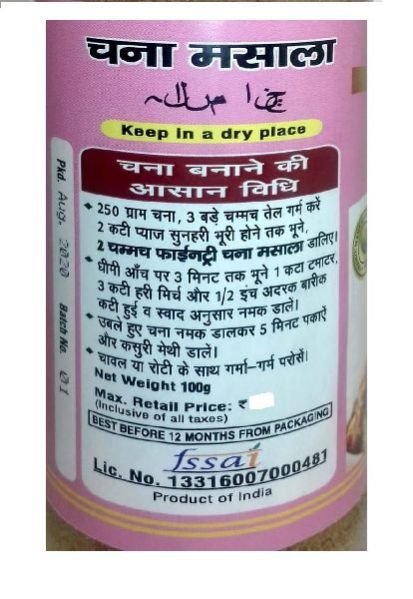 चना मसाला
چنا مصالہ
Keep in a dry place
चना बनाने की
आसान विधि
250 ग्राम चना, 3 बड़े चम्मच तेल गर्म करें
2 कटी प्याज सुनहरी भूरी होने तक भूने,
2 चम्मच फाईनट्री चना मसाला डालिए।
धीमी आँच पर 3 मिनट तक भूने 1 कटा टमाटर,
3 कटी हरी मिर्च और 1/2 इंच अदरक बारीक
कटी हुई व स्वाद अनुसार नमक डालें।
उबले हुए चना नमक डालकर 5 मिनट पकाऐं
और कसुरी मेथी डालें।
चावल या रोटी के साथ गर्मा-गर्म परोसें।
Net Weight 100g
Max. Retail Price: ₹
(Inclusive of all taxes)
BEST BEFORE 12 MONTHS FROM PACKAGING
fssai
Lic. No. 13316007000481
Product of India
Pkd. Aug. 2020 Batch No. 01